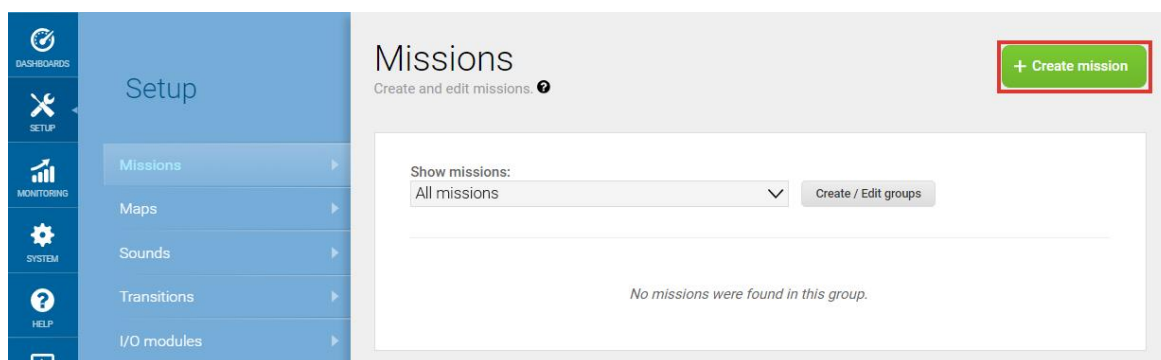 DASHBOARDS
SETUP
MONITORING
SYSTEM
HELP
Setup
Missions
Maps
Sounds
Transitions
I/O modules
Missions
Create and edit missions. ?
+ Create mission
Show missions:
All missions
Create / Edit groups
No missions were found in this group.